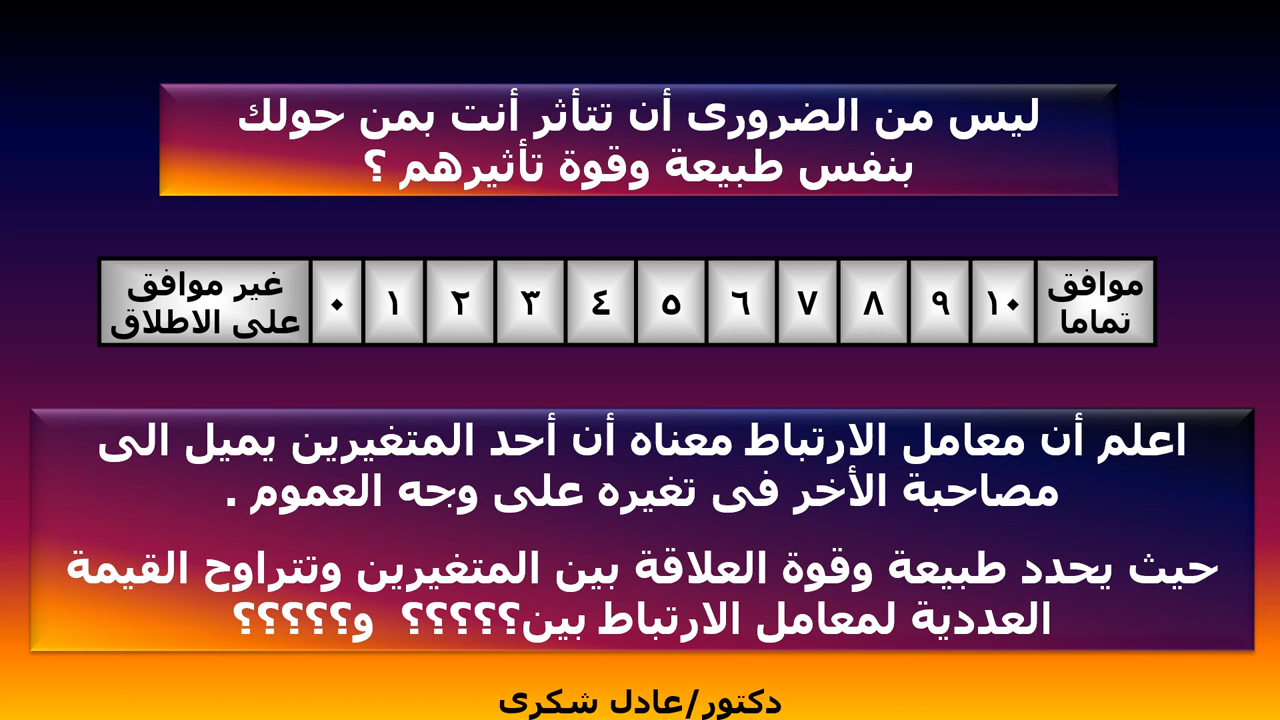 ليس من الضرورى أن تتأثر أنت بمن حولك
بنفس طبيعة وقوة تأثيرهم ؟
موافق تماما ١٠ ٩ ٨ ٧ ٦ ٥ ٤ ٣ ٢ ١ ٠ غير موافق على الاطلاق
اعلم أن معامل الارتباط معناه أن أحد المتغيرين يميل الى
مصاحبة الأخر فى تغيره على وجه العموم .
حيث يحدد طبيعة وقوة العلاقة بين المتغيرين وتتراوح القيمة
العددية لمعامل الارتباط بين؟؟؟؟؟ و؟؟؟؟؟
دكتور/عادل شكرى